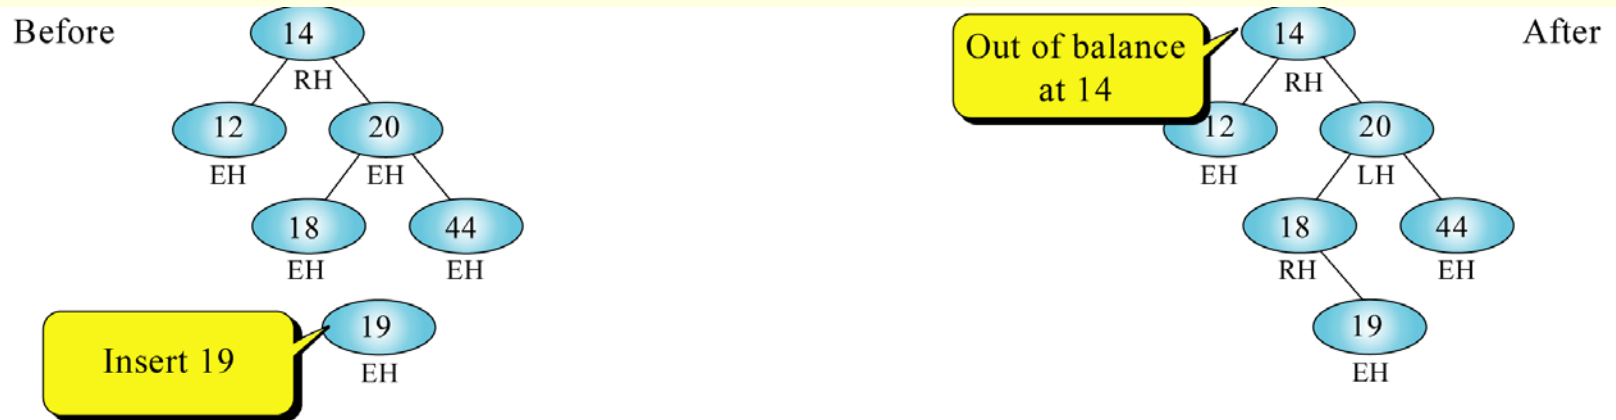 Before
14
RH
12
EH
20
EH
18
EH
44
EH
Insert 19
19
EH
After
Out of balance
at 14
14
RH
12
EH
20
LH
18
RH
44
EH
19
EH